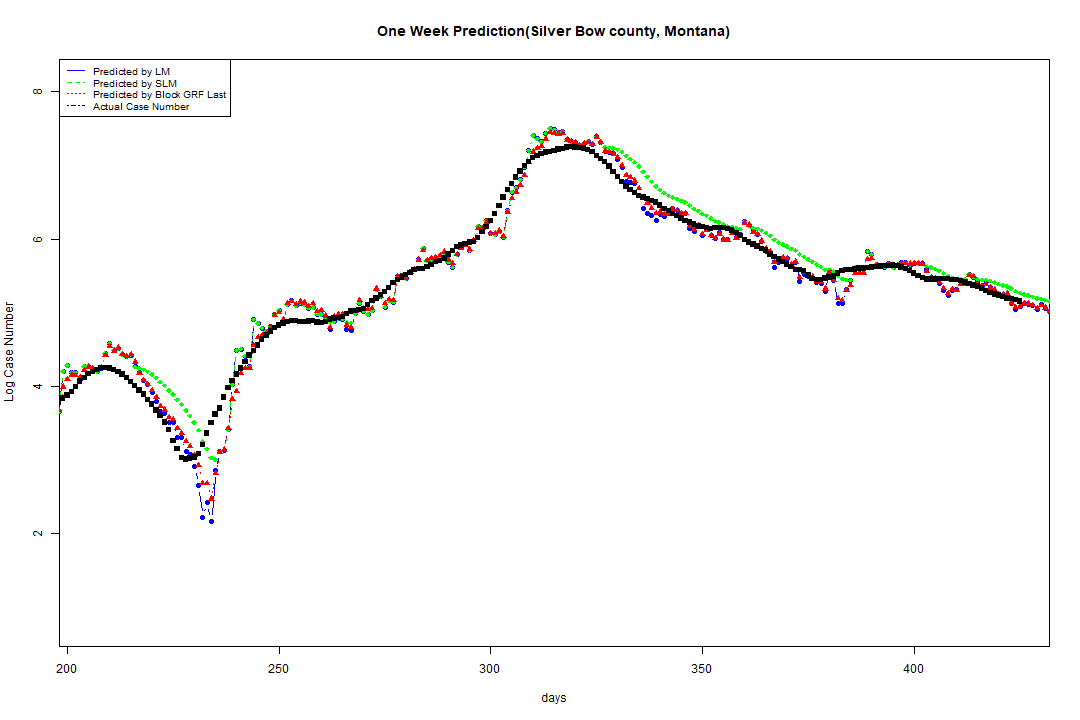 One Week Prediction(Silver Bow county, Montana)
Predicted by LM
Predicted by SLM
Predicted by Block GRF Last
Actual Case Number
8
6
4
2
Log Case Number
200 250 300 350 400
days